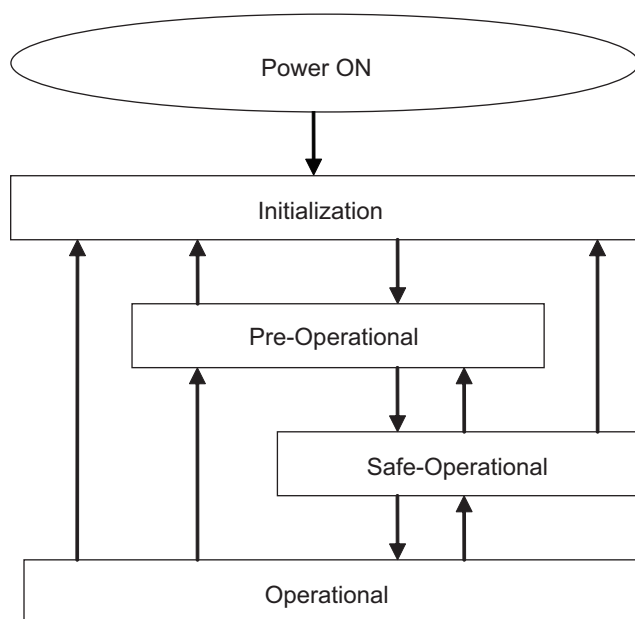 Power ON
Initialization
Pre-Operational
Safe-Operational
Operational